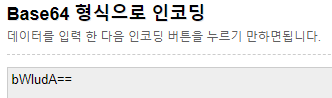 Base64 형식으로 인코딩
데이터를 입력 한 다음 인코딩 버튼을 누르기 만하면됩니다.
bWludA==